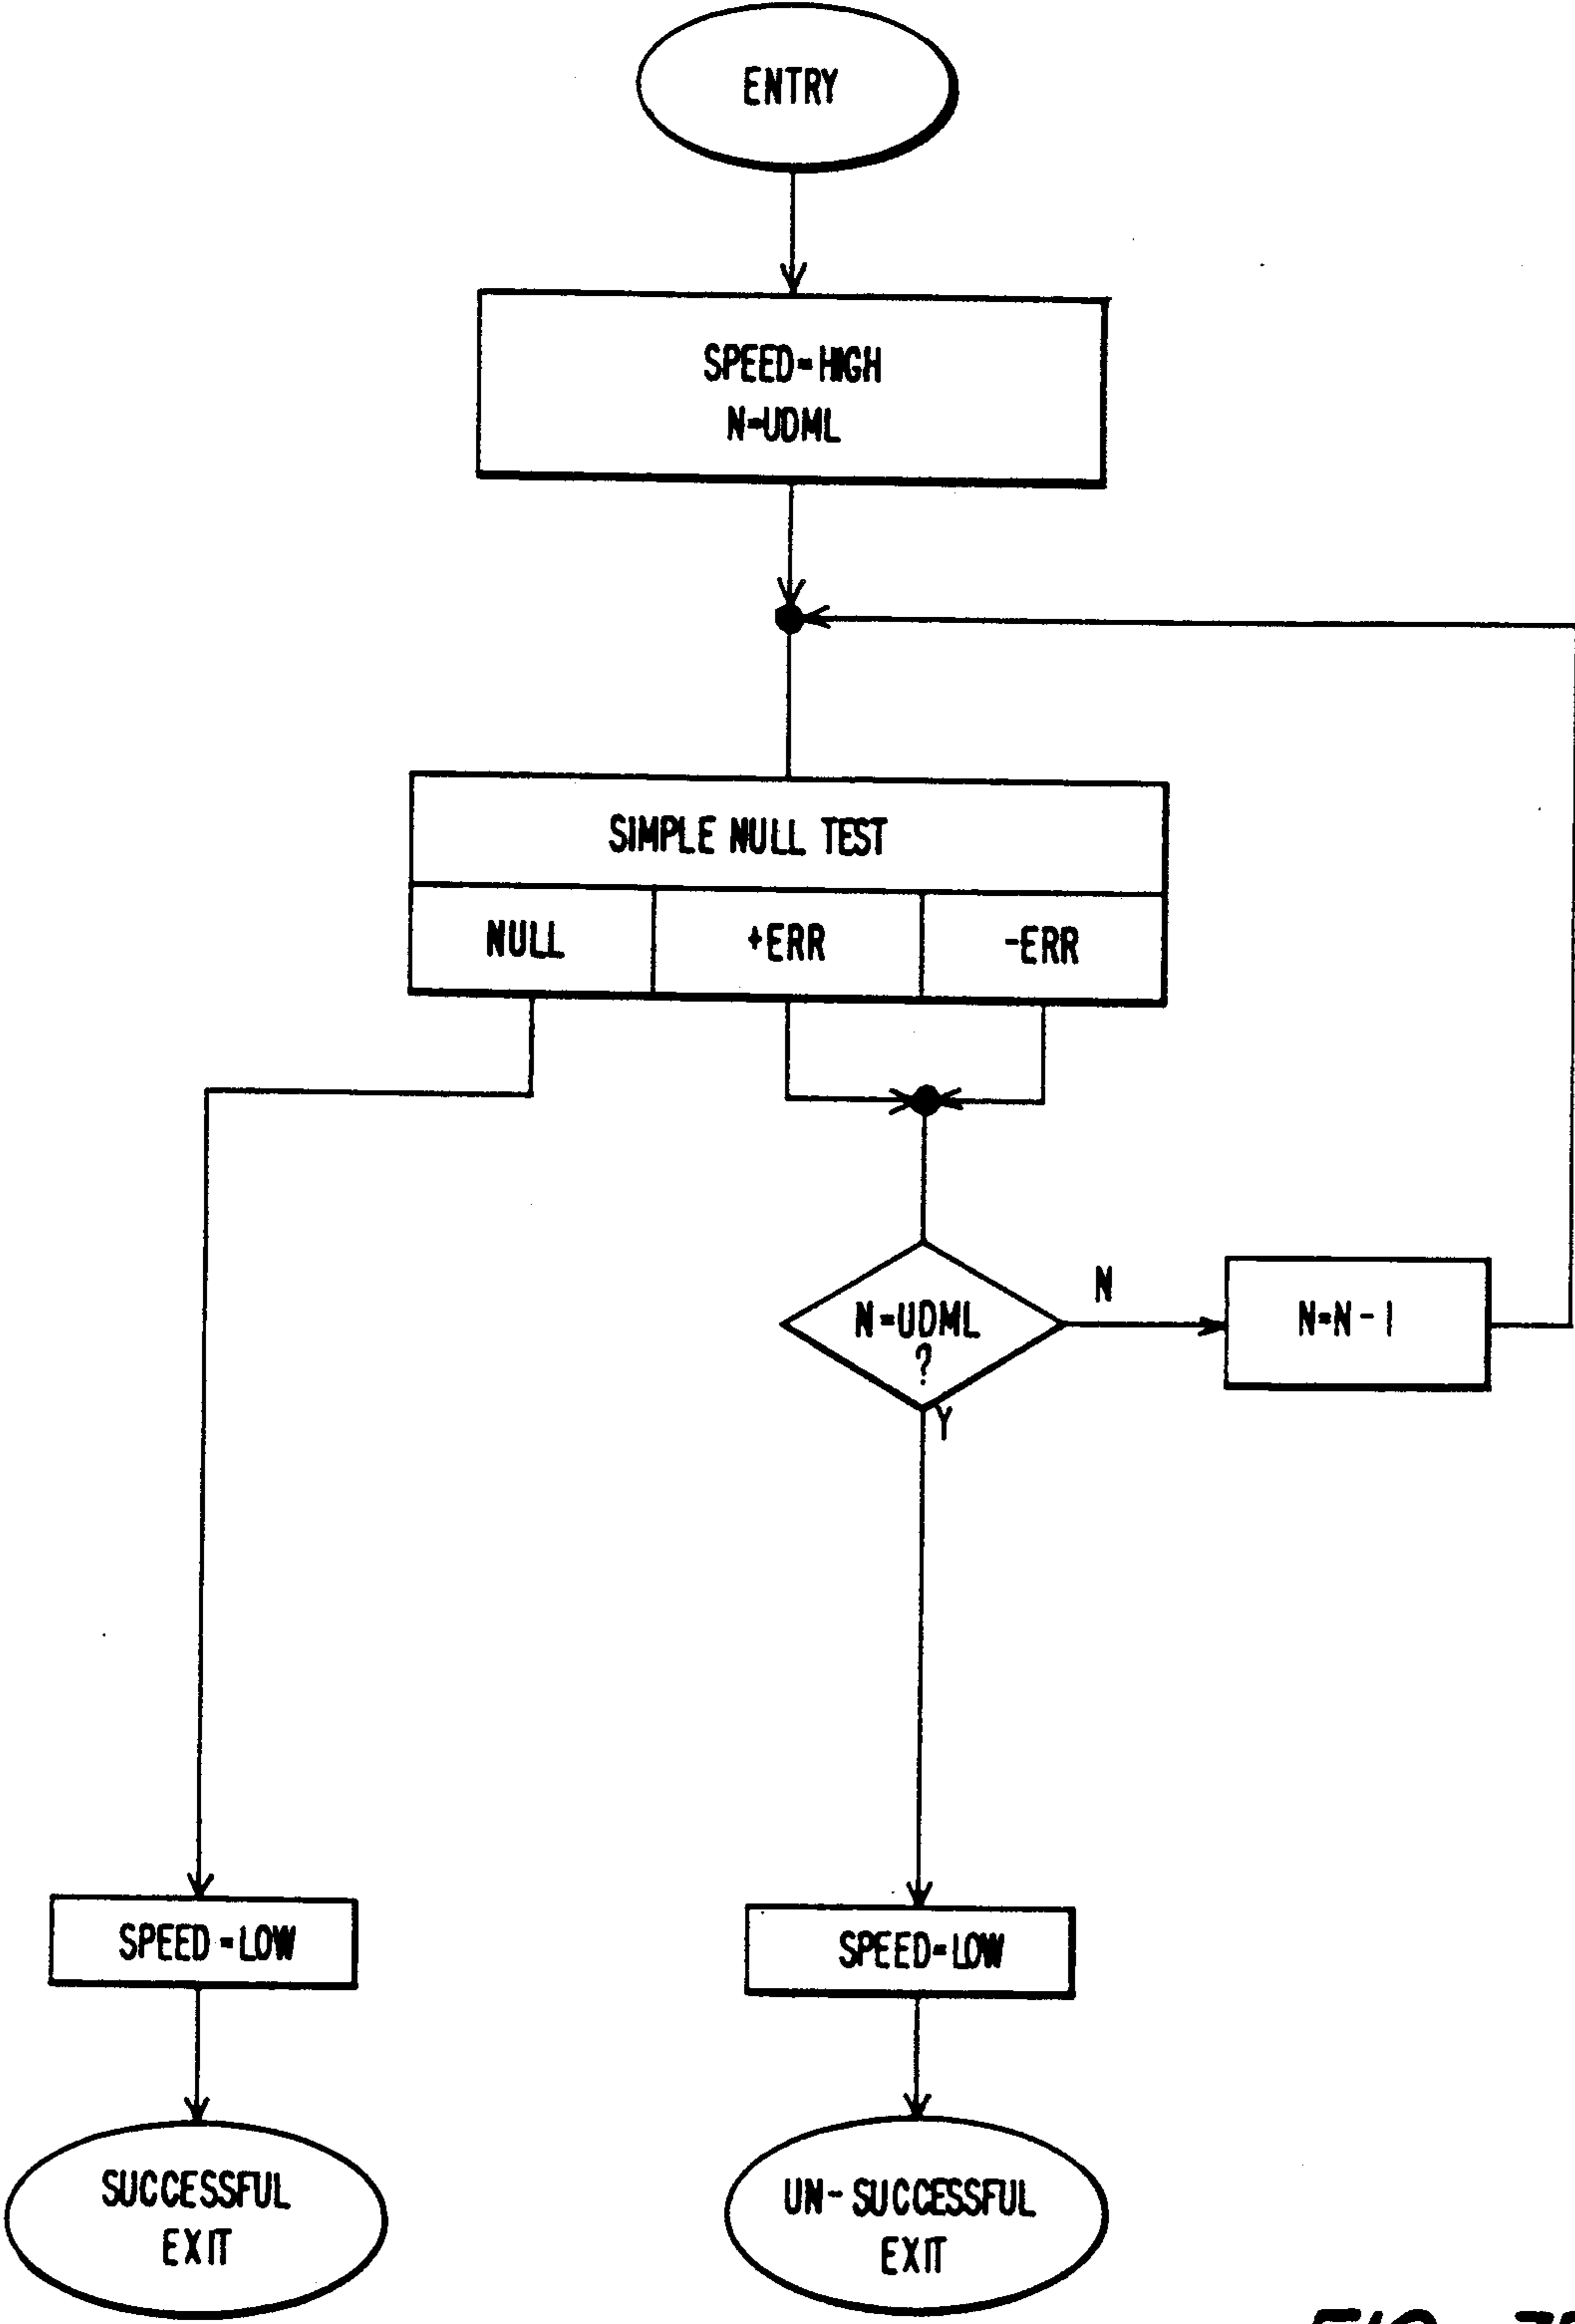 ENTRY
SPEED=HIGH
N=UDML
SIMPLE NULL TEST
NULL
+ERR
-ERR
N=UDML
?
N
N=N-1
Y
SPEED=LOW
SPEED=LOW
SUCCESSFUL
EXIT
UN-SUCCESSFUL
EXIT